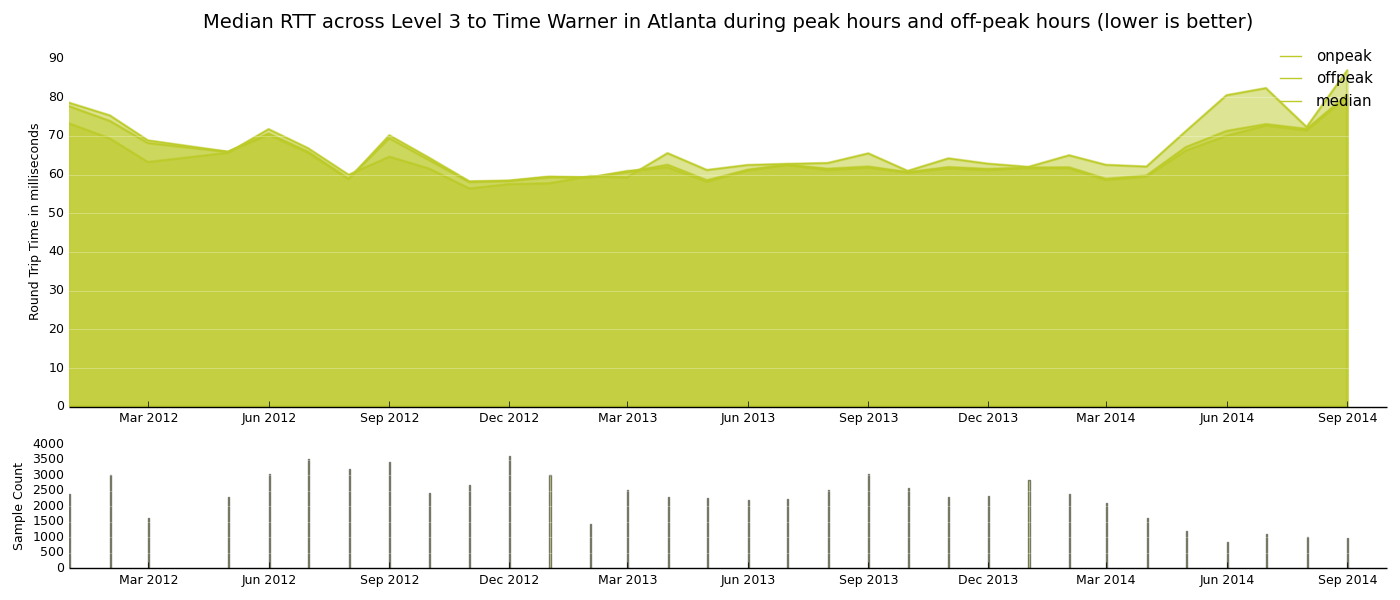 Median RTT across Level 3 to Time Warner in Atlanta during peak hours and off-peak hours (lower is better)
onpeak
offpeak
median
Round Trip Time in milliseconds
90
80
70
60
50
40
30
20
10
0
Mar 2012 Jun 2012 Sep 2012 Dec 2012 Mar 2013 Jun 2013 Sep 2013 Dec 2013 Mar 2014 Jun 2014 Sep 2014
Sample Count
4000
3500
3000
2500
2000
1500
1000
500
0
Mar 2012 Jun 2012 Sep 2012 Dec 2012 Mar 2013 Jun 2013 Sep 2013 Dec 2013 Mar 2014 Jun 2014 Sep 2014